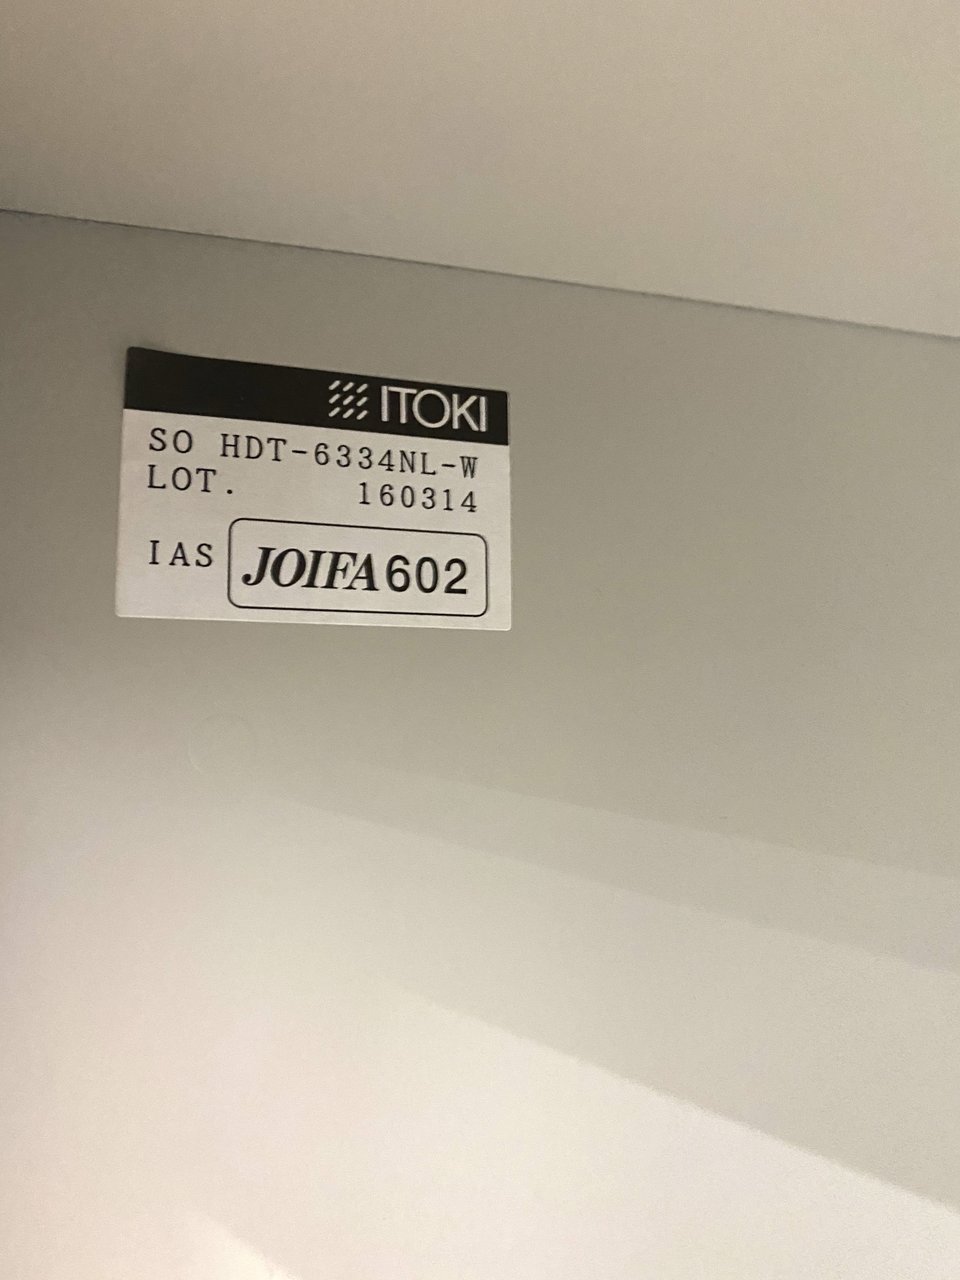 ITOKI
SO HDT-6334NL-W
LOT. 160314
IAS JOIFA602